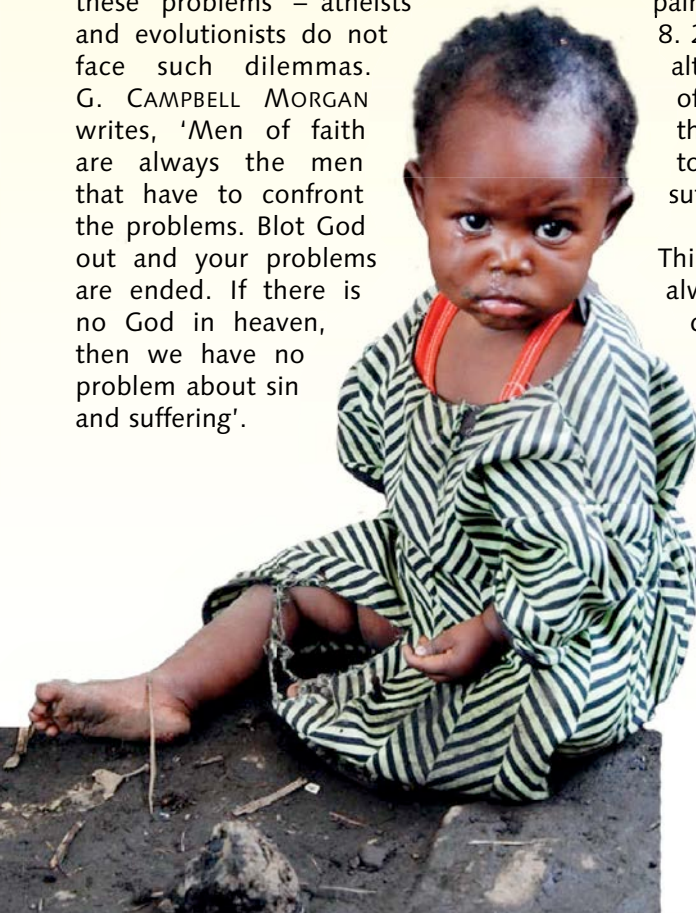 these problems – atheists
and evolutionists do not
face such dilemmas.
G. CAMPBELL MORGAN
writes, ‘Men of faith
are always the men
that have to confront
the problems. Blot God
out and your problems
are ended. If there is
no God in heaven,
then we have no
problem about sin
and suffering’.
8. 2